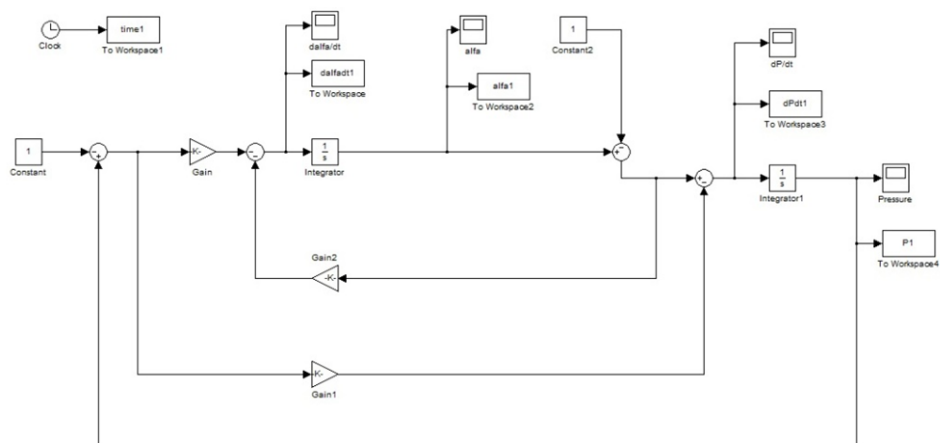 time1
Clock
To Workspace1
dalfa/dt
dalfadt1
To Workspace
alfa
alfa1
To Workspace2
1
Constant2
dP/dt
dPdt1
To Workspace3
1
Constant
-K-
Gain
1
s
Integrator
1
s
Integrator1
Pressure
P1
To Workspace4
Gain2
-K-
-K-
Gain1